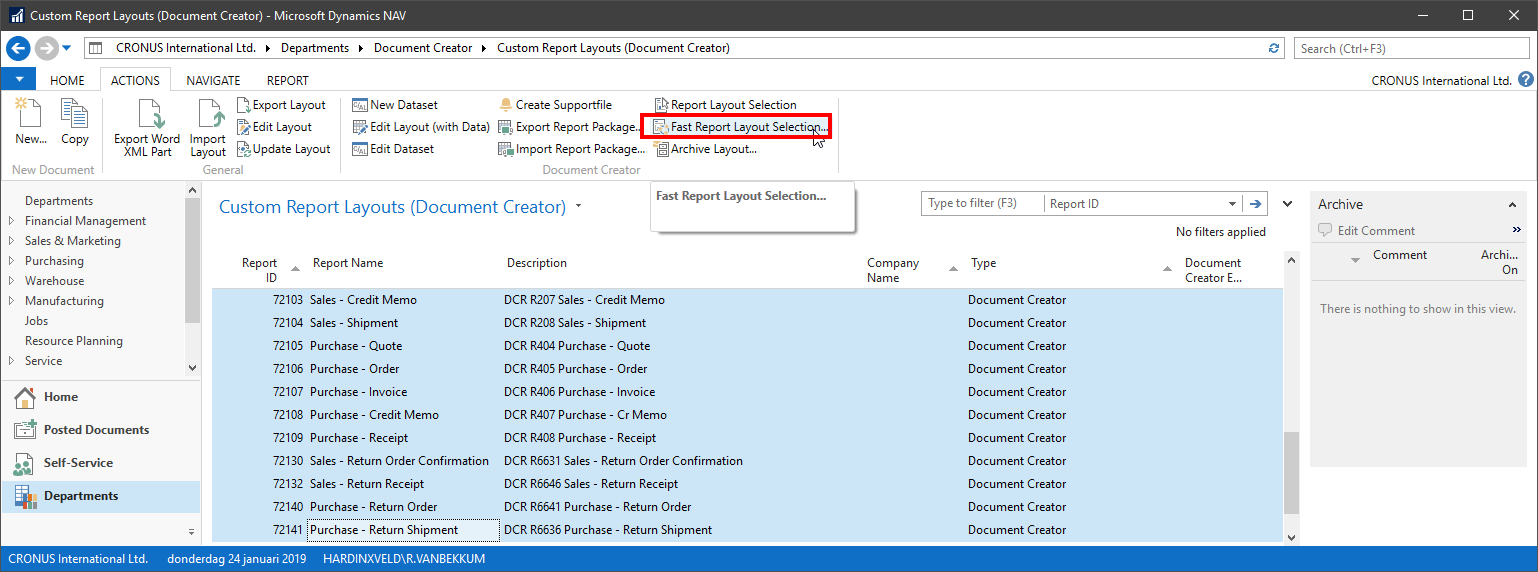 Custom Report Layouts (Document Creator) - Microsoft Dynamics NAV
CRONUS International Ltd. Departments Document Creator Custom Report Layouts (Document Creator)
Search (Ctrl+F3)
HOME ACTIONS NAVIGATE REPORT
CRONUS International Ltd.
New...
Copy
New Document
Export Word
XML Part
Import
Layout
Export Layout
Edit Layout
Update Layout
General
New Dataset
Edit Layout (with Data)
Edit Dataset
Create Supportfile
Export Report Package...
Import Report Package...
Report Layout Selection
Fast Report Layout Selection...
Archive Layout...
Document Creator
Fast Report Layout Selection...
Departments
Financial Management
Sales & Marketing
Purchasing
Warehouse
Manufacturing
Jobs
Resource Planning
Service
Home
Posted Documents
Self-Service
Departments
Custom Report Layouts (Document Creator)
Type to filter (F3) Report ID
No filters applied
Report
ID
Report Name
Description
Company
Name
Type
Document
Creator E...
72103 Sales - Credit Memo DCR R207 Sales - Credit Memo Document Creator
72104 Sales - Shipment DCR R208 Sales - Shipment Document Creator
72105 Purchase - Quote DCR R404 Purchase - Quote Document Creator
72106 Purchase - Order DCR R405 Purchase - Order Document Creator
72107 Purchase - Invoice DCR R406 Purchase - Invoice Document Creator
72108 Purchase - Credit Memo DCR R407 Purchase - Cr Memo Document Creator
72109 Purchase - Receipt DCR R408 Purchase - Receipt Document Creator
72130 Sales - Return Order Confirmation DCR R6631 Sales - Return Order Confirmation Document Creator
72132 Sales - Return Receipt DCR R6646 Sales - Return Receipt Document Creator
72140 Purchase - Return Order DCR R6641 Purchase - Return Order Document Creator
72141 Purchase - Return Shipment DCR R6636 Purchase - Return Shipment Document Creator
Archive
Edit Comment
Comment
Archi...
On
There is nothing to show in this view.
CRONUS International Ltd. donderdag 24 januari 2019 HARDINXVELD\R.VANBEKKUM